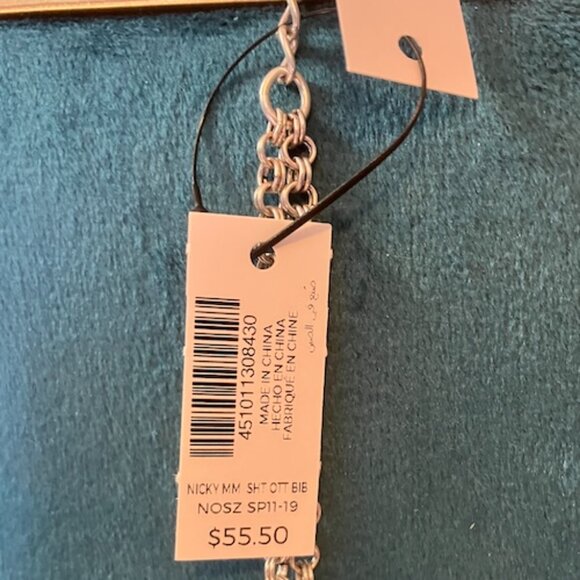 451011308430
MADE IN CHINA
HECHO EN CHINA
FABRIQUÉ EN CHINE
صنع في الصين
NICKY MM SHT OTT BIB
NOSZ SP11-19
$55.50